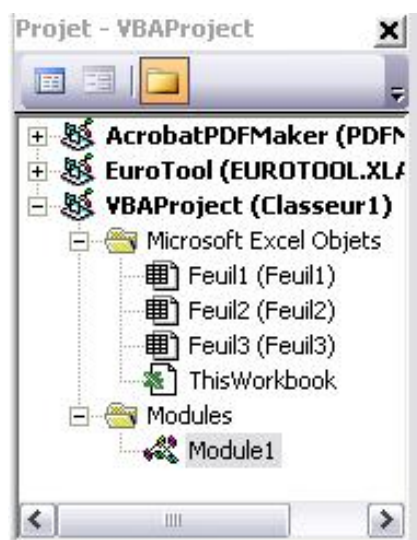 Projet - VBAProject
AcrobatPDFMaker (PDFM
EuroTool (EUROTOOL.XLA
VBAProject (Classeur1)
Microsoft Excel Objets
Feuil1 (Feuil1)
Feuil2 (Feuil2)
Feuil3 (Feuil3)
ThisWorkbook
Modules
Module1